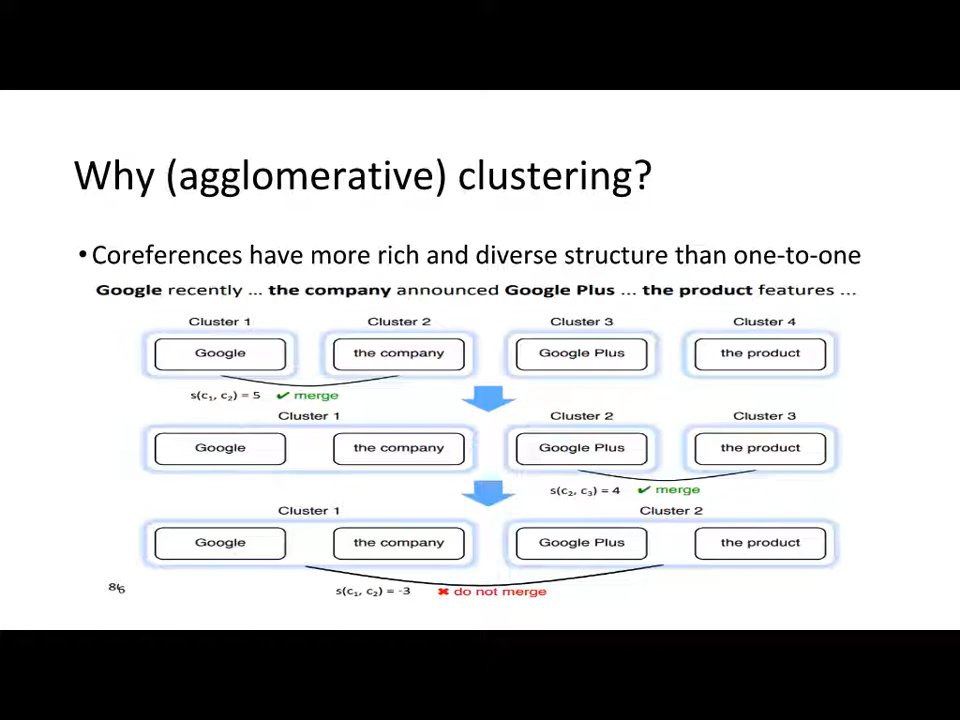 Why (agglomerative) clustering?
• Coreferences have more rich and diverse structure than one-to-one
Google recently ... the company announced Google Plus ... the product features ...
Cluster 1 Cluster 2 Cluster 3 Cluster 4
Google the company Google Plus the product
s(c₁, c₂) = 5 ✔ merge
Cluster 1 Cluster 2 Cluster 3
Google the company Google Plus the product
s(c₂, c₃) = 4 ✔ merge
Cluster 1 Cluster 2
Google the company Google Plus the product
s(c₁, c₂) = -3 ✖ do not merge